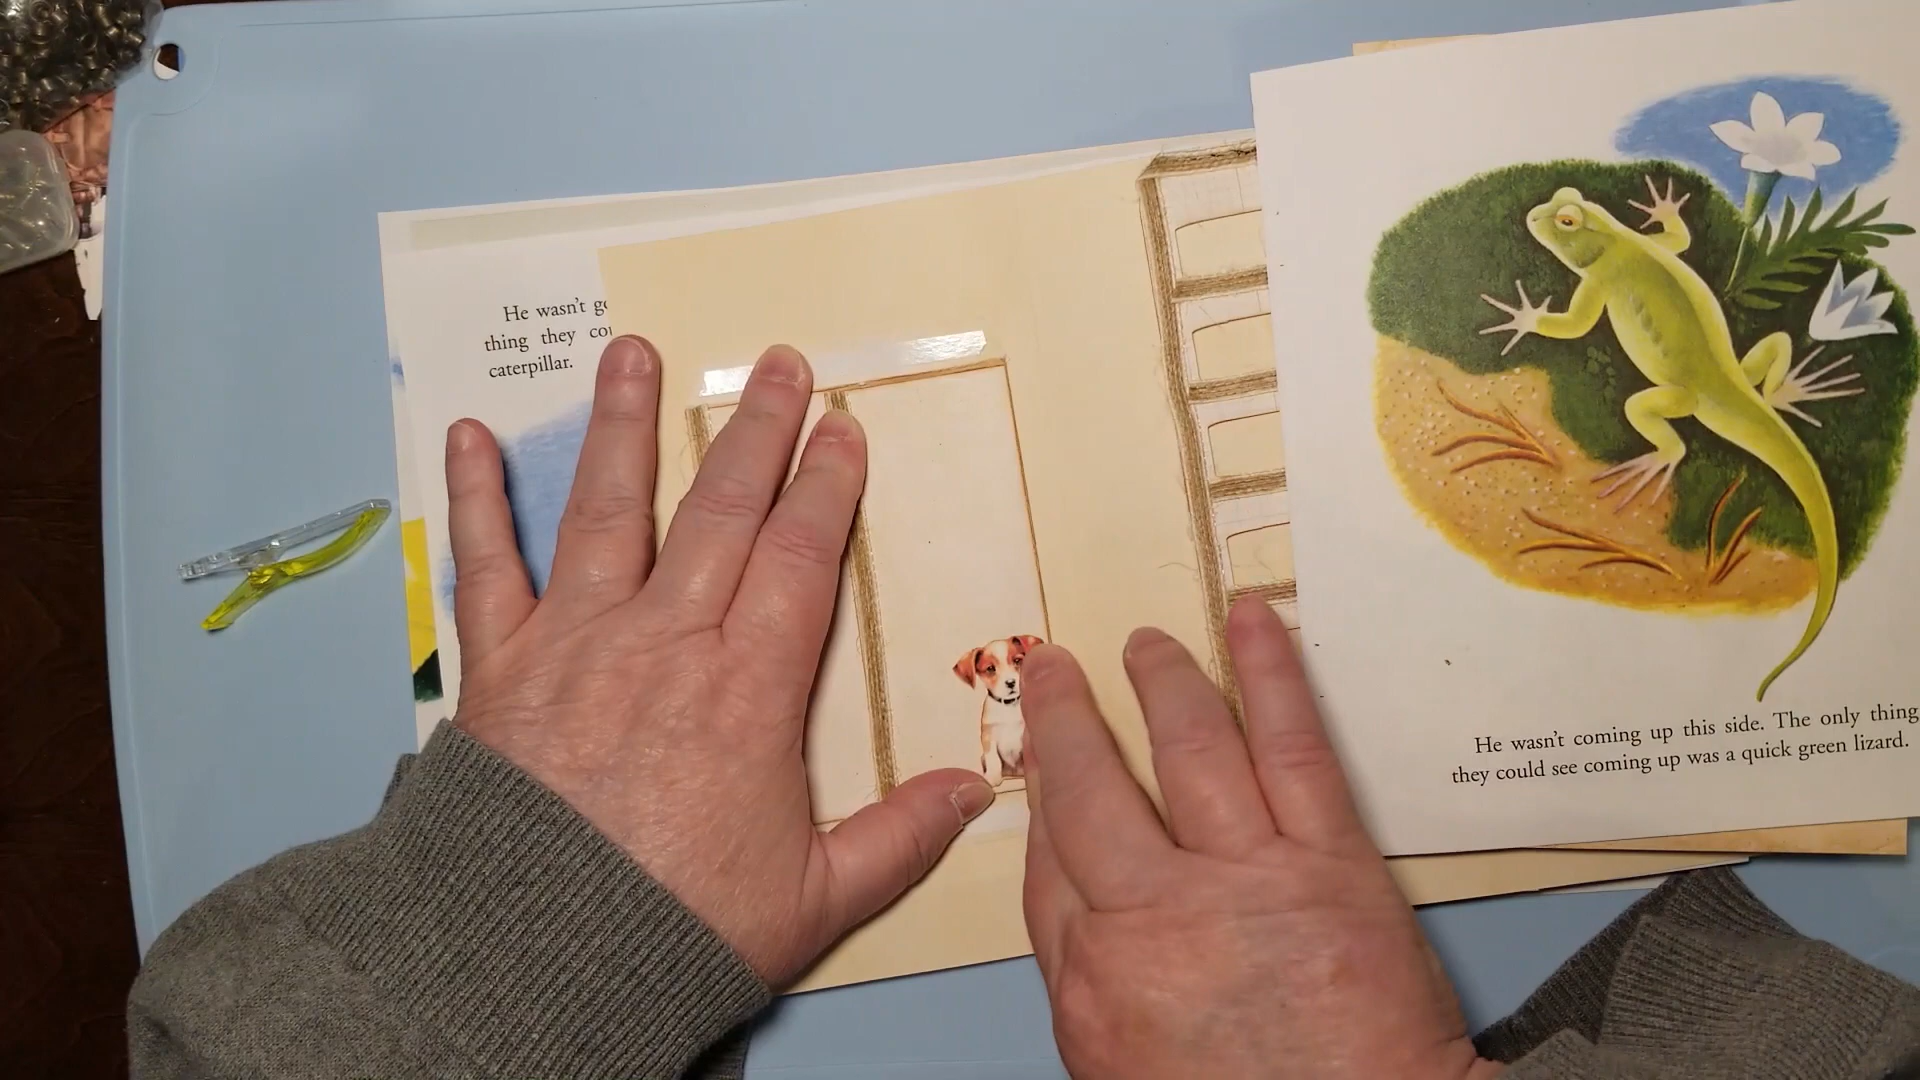 He wasn't
thing they
caterpillar.
He wasn't coming up this side. The only thing
they could see coming up was a quick green lizard.